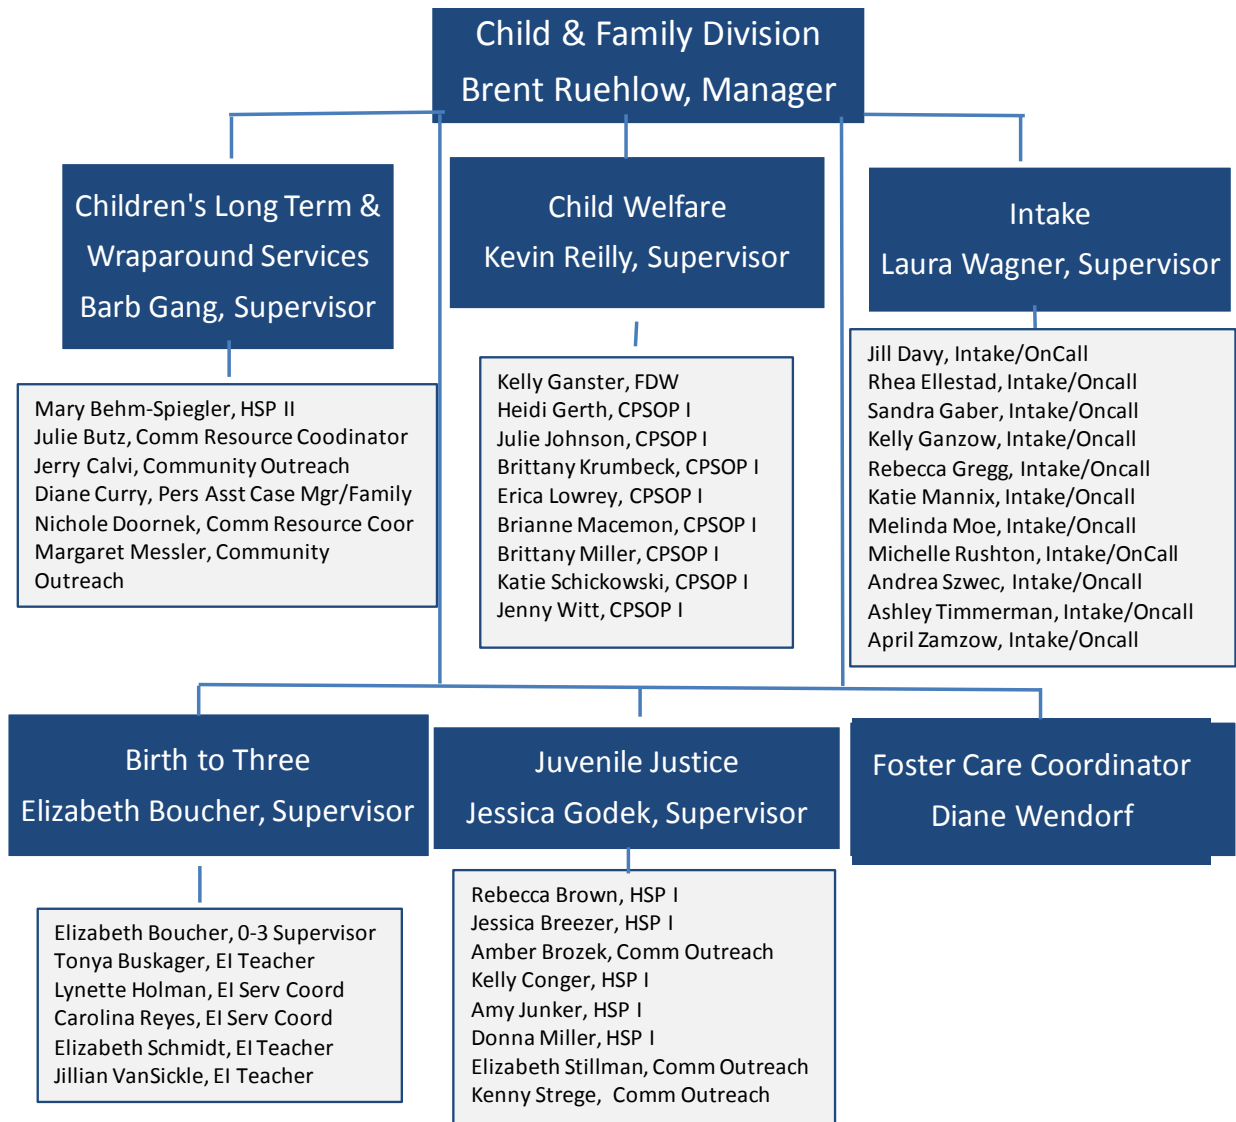 Child & Family Division
Brent Ruehlow, Manager
Children's Long Term &
Wraparound Services
Barb Gang, Supervisor
Child Welfare
Kevin Reilly, Supervisor
Intake
Laura Wagner, Supervisor
Mary Behm-Spiegler, HSP II
Julie Butz, Comm Resource Coodinator
Jerry Calvi, Community Outreach
Diane Curry, Pers Asst Case Mgr/Family
Nichole Doornek, Comm Resource Coor
Margaret Messler, Community
Outreach
Kelly Ganster, FDW
Heidi Gerth, CPSOP I
Julie Johnson, CPSOP I
Brittany Krumbeck, CPSOP I
Erica Lowrey, CPSOP I
Brianne Macemon, CPSOP I
Brittany Miller, CPSOP I
Katie Schickowski, CPSOP I
Jenny Witt, CPSOP I
Jill Davy, Intake/OnCall
Rhea Ellestad, Intake/Oncall
Sandra Gaber, Intake/Oncall
Kelly Ganzow, Intake/Oncall
Rebecca Gregg, Intake/Oncall
Katie Mannix, Intake/Oncall
Melinda Moe, Intake/Oncall
Michelle Rushton, Intake/OnCall
Andrea Szwec, Intake/Oncall
Ashley Timmerman, Intake/Oncall
April Zamzow, Intake/Oncall
Birth to Three
Elizabeth Boucher, Supervisor
Juvenile Justice
Jessica Godek, Supervisor
Foster Care Coordinator
Diane Wendorf
Elizabeth Boucher, 0-3 Supervisor
Tonya Buskager, EI Teacher
Lynette Holman, EI Serv Coord
Carolina Reyes, EI Serv Coord
Elizabeth Schmidt, EI Teacher
Jillian VanSickle, EI Teacher
Rebecca Brown, HSP I
Jessica Breezer, HSP I
Amber Brozek, Comm Outreach
Kelly Conger, HSP I
Amy Junker, HSP I
Donna Miller, HSP I
Elizabeth Stillman, Comm Outreach
Kenny Strege,  Comm Outreach